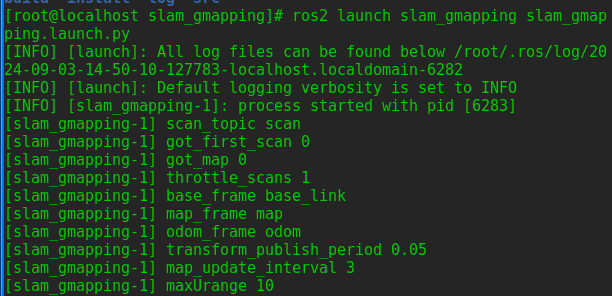 build install log src
[root@localhost slam_gmapping]# ros2 launch slam_gmapping slam_gmap
ping.launch.py
[INFO] [launch]: All log files can be found below /root/.ros/log/20
24-09-03-14-50-10-127783-localhost.localdomain-6282
[INFO] [launch]: Default logging verbosity is set to INFO
[INFO] [slam_gmapping-1]: process started with pid [6283]
[slam_gmapping-1] scan_topic scan
[slam_gmapping-1] got_first_scan 0
[slam_gmapping-1] got_map 0
[slam_gmapping-1] throttle_scans 1
[slam_gmapping-1] base_frame base_link
[slam_gmapping-1] map_frame map
[slam_gmapping-1] odom_frame odom
[slam_gmapping-1] transform_publish_period 0.05
[slam_gmapping-1] map_update_interval 3
[slam_gmapping-1] maxUrange 10